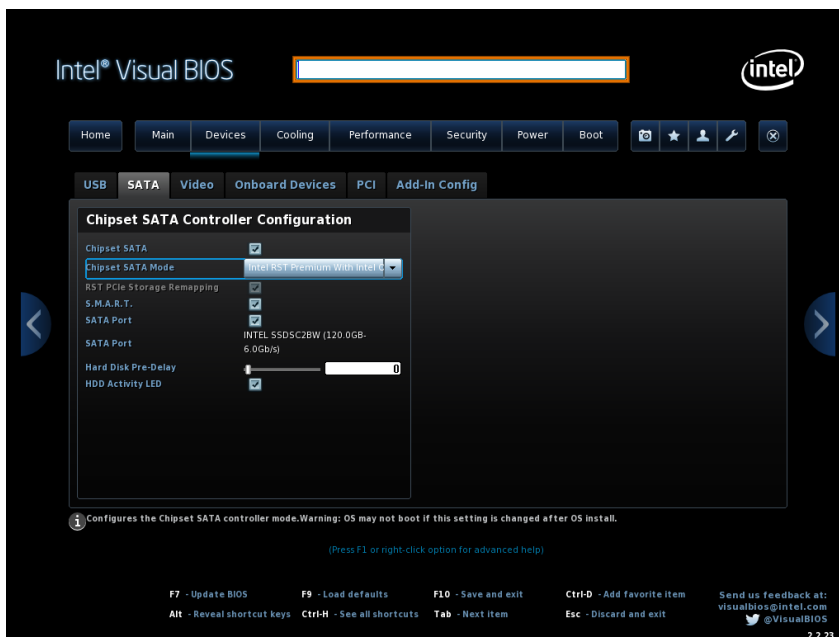 Intel® Visual BIOS
intel
Home Main Devices Cooling Performance Security Power Boot
USB SATA Video Onboard Devices PCI Add-In Config
Chipset SATA Controller Configuration
Chipset SATA
Chipset SATA Mode Intel RST Premium With Intel O
RST PCIe Storage Remapping
S.M.A.R.T.
SATA Port
SATA Port INTEL SSDSC2BW (120.0GB-
6.0Gb/s)
Hard Disk Pre-Delay 0
HDD Activity LED
i Configures the Chipset SATA controller mode.Warning: OS may not boot if this setting is changed after OS install.
(Press F1 or right-click option for advanced help)
F7 - Update BIOS F9 - Load defaults F10 - Save and exit Ctrl-D - Add favorite item
Alt - Reveal shortcut keys Ctrl-H - See all shortcuts Tab - Next item Esc - Discard and exit
Send us feedback at:
visualbios@intel.com
@VisualBIOS
2.2.23